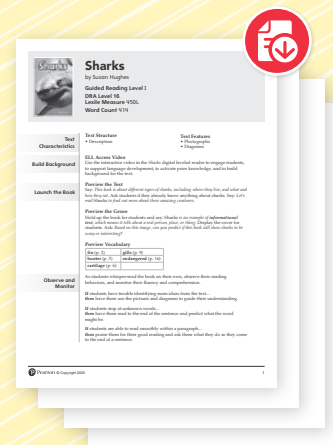 Sharks
Sharks
by Susan Hughes
Guided Reading Level I
DRA Level 16
Lexile Measure 450L
Word Count 414
Text
Characteristics
Text Structure
• Description
Text Features
• Photographs
• Diagrams
Build Background
ELL Access Video
Use the interactive video in the Sharks digital leveled reader to engage students,
to support language development, to activate prior knowledge, and to build
background for the text.
Launch the Book
Preview the Text
Say: This book is about different types of sharks, including where they live, and what and
how they eat. Ask students if they already know anything about sharks. Say: Let's
read Sharks to find out more about these amazing creatures.
Preview the Genre
Hold up the book for students and say: Sharks is an example of informational
text, which means it tells about a real person, place, or thing. Display the cover for
students. Ask: Based on this image, can you predict if this book will show sharks to be
scary or interesting?
Preview Vocabulary
fin (p. 2) gills (p. 9)
hunter (p. 5) endangered (p. 16)
cartilage (p. 6)
Observe and
Monitor
As students whisper-read the book on their own, observe their reading
behaviors, and monitor their fluency and comprehension.
If students have trouble identifying main ideas from the text...
then have them use the pictures and diagrams to guide their understanding.
If students stop at unknown words...
then have them read to the end of the sentence and predict what the word
might be.
If students are able to read smoothly within a paragraph...
then praise them for their good reading and ask them what they do as they come
to the end of a sentence.
P Pearson © Copyright 2020
1